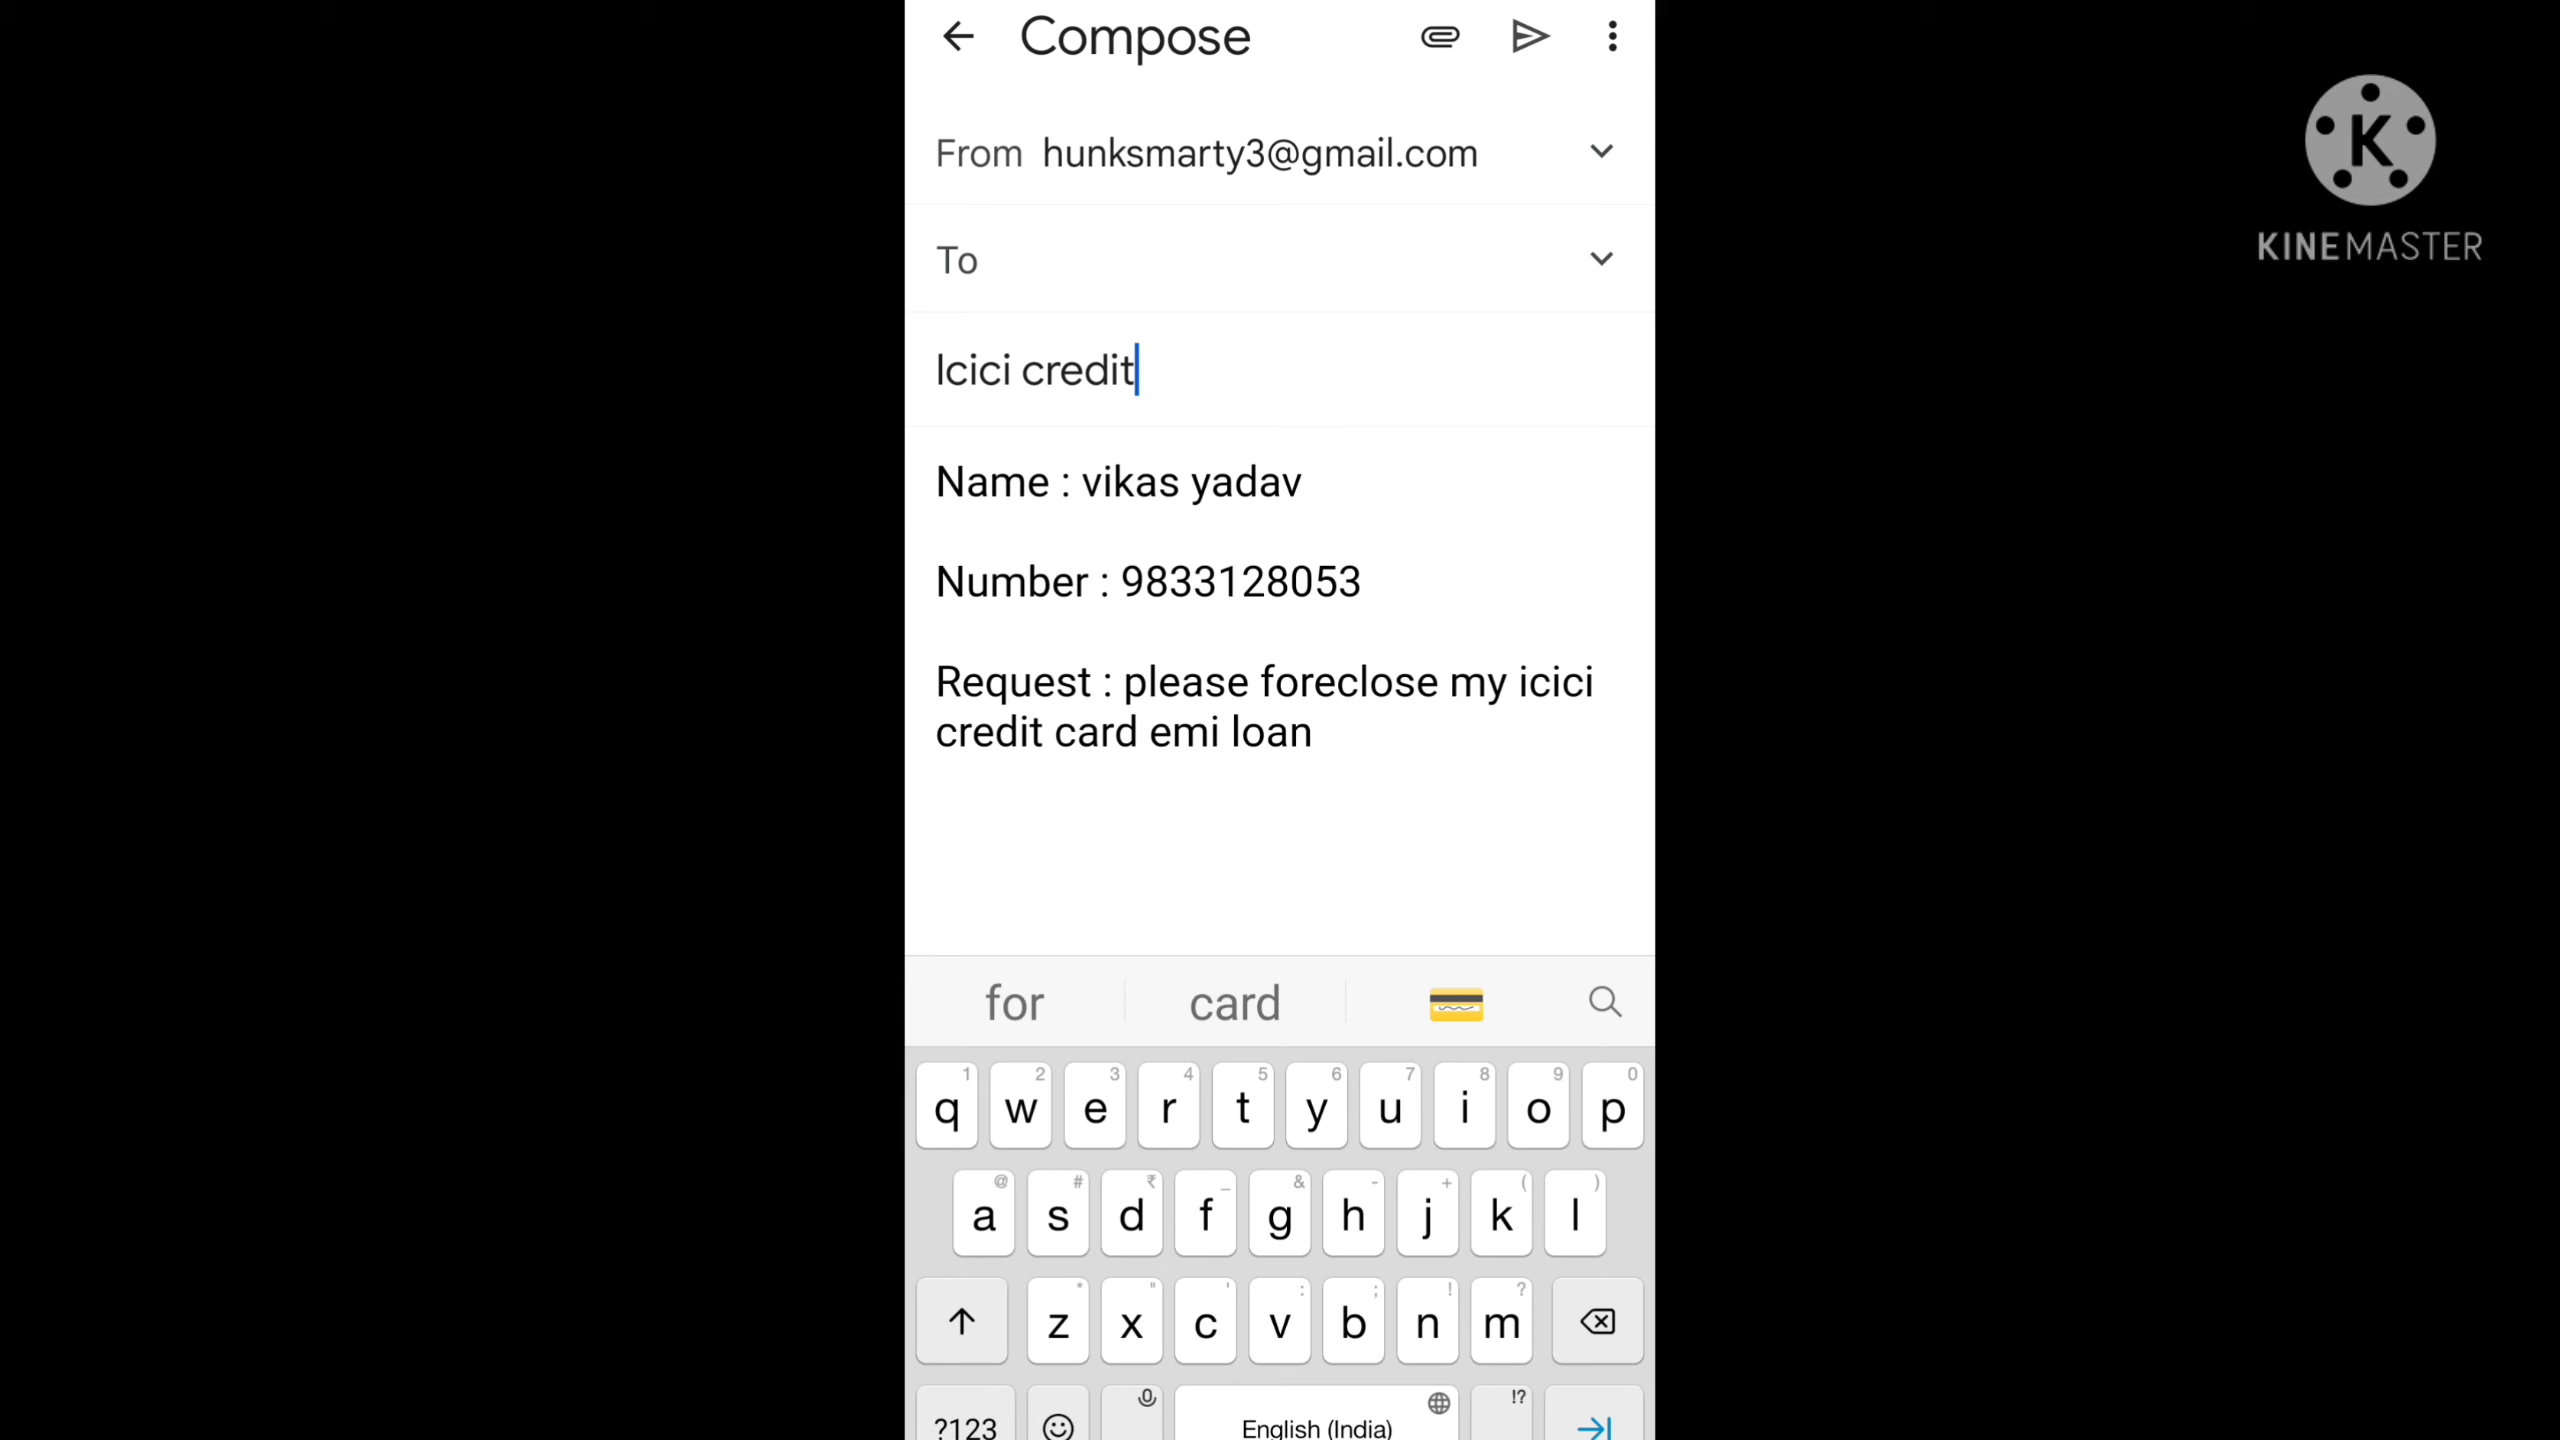 Compose
From hunksmarty3@gmail.com
To
Icici credit
Name : vikas yadav
Number : 9833128053
Request : please foreclose my icici
credit card emi loan
for card
1 2 3 4 5 6 7 8 9 0
q w e r t y u i o p
@ # ₹ _ & - + ( )
a s d f g h j k l
* " ' : ; ! ?
z x c v b n m
!?
?123 English (India)
K
KINEMASTER